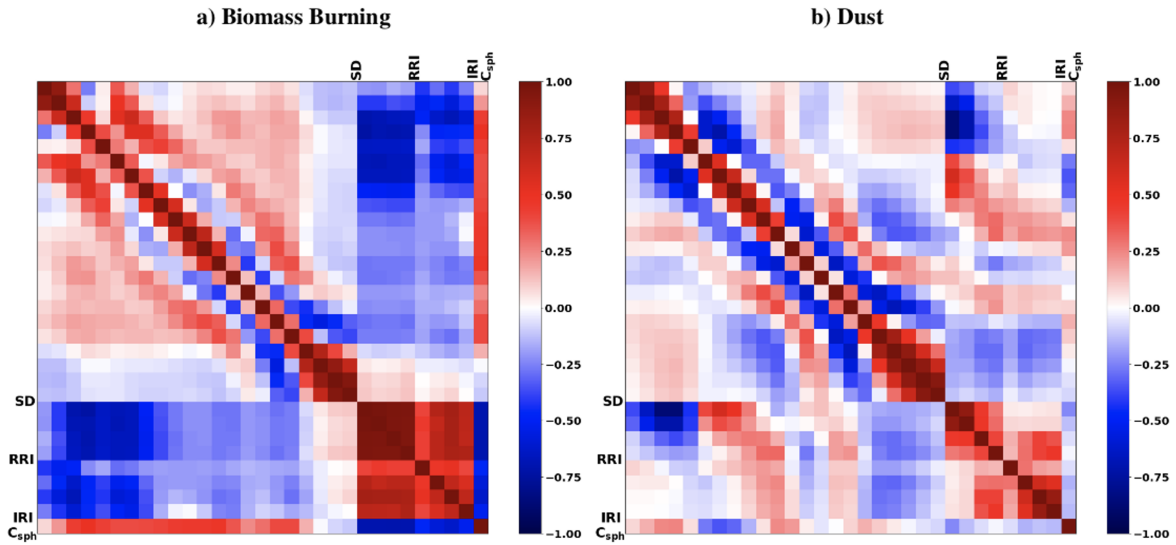 a) Biomass Burning
b) Dust
SD
RRI
IRI
Csph
SD
RRI
IRI
Csph
1.00
0.75
0.50
0.25
0.00
−0.25
−0.50
−0.75
−1.00
SD
RRI
IRI
Csph
SD
RRI
IRI
Csph
1.00
0.75
0.50
0.25
0.00
−0.25
−0.50
−0.75
−1.00